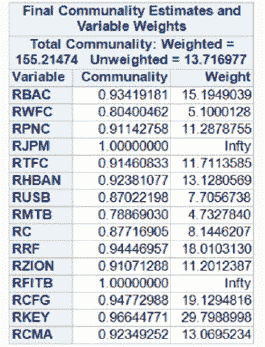 Final Communality Estimates and
Variable Weights
Total Communality: Weighted =
155.21474 Unweighted = 13.716977
Variable Communality Weight
RBAC 0.93419181 15.1949039
RWFC 0.80400462 5.1000128
RPNC 0.91142758 11.2878755
RJPM 1.00000000 Infty
RTFC 0.91460833 11.7113585
RHBAN 0.92381077 13.1280569
RUSB 0.87022198 7.7056738
RMTB 0.78869030 4.7327840
RC 0.87716905 8.1446207
RRF 0.94446957 18.0103130
RZION 0.91071288 11.2012387
RFITB 1.00000000 Infty
RCFG 0.94772988 19.1294816
RKEY 0.96644771 29.7988998
RCMA 0.92349252 13.0695234